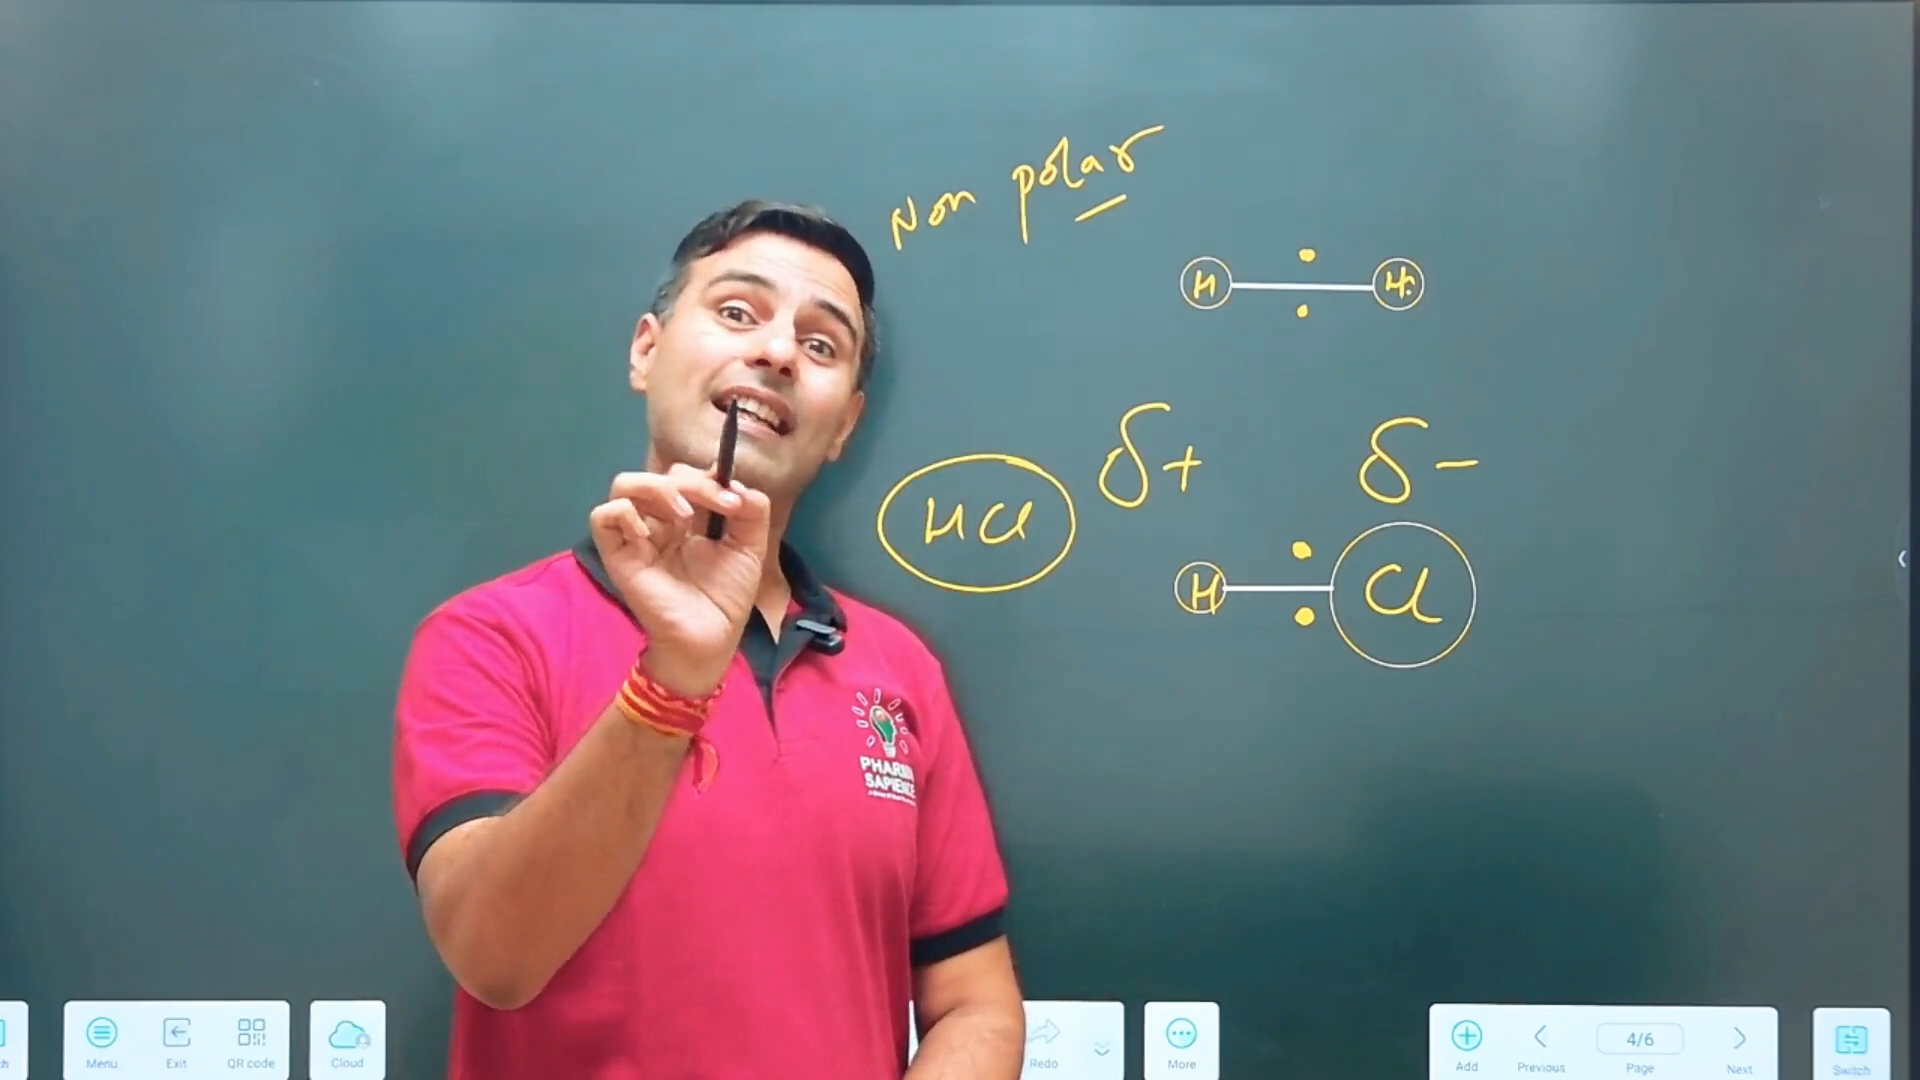 Non polar
H H
HCl δ+ δ-
H Cl
PHARMA
SAPIENCE
Menu Exit QR code Cloud Redo More Add Previous 4/6 Page Next Switch